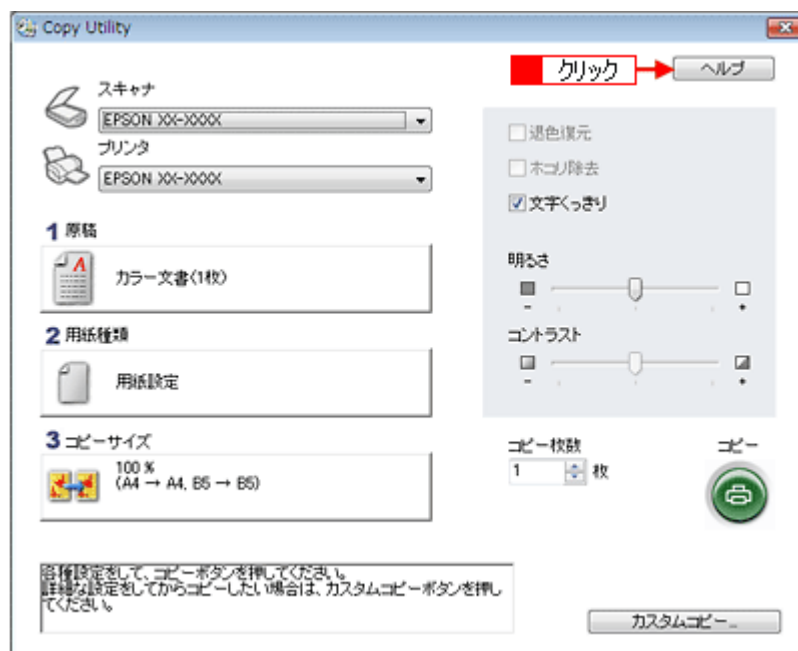 Copy Utility
クリック
ヘルプ
スキャナ
EPSON XX-XXXX
プリンタ
EPSON XX-XXXX
1 原稿
カラー文書(1枚)
2 用紙種類
用紙設定
3 コピーサイズ
100 %
(A4 → A4, B5 → B5)
退色復元
ホコリ除去
文字くっきり
明るさ
- +
コントラスト
- +
コピー枚数
1 枚
コピー
各種設定をして、コピーボタンを押してください。
詳細な設定をしてからコピーしたい場合は、カスタムコピーボタンを押し
てください。
カスタムコピー...